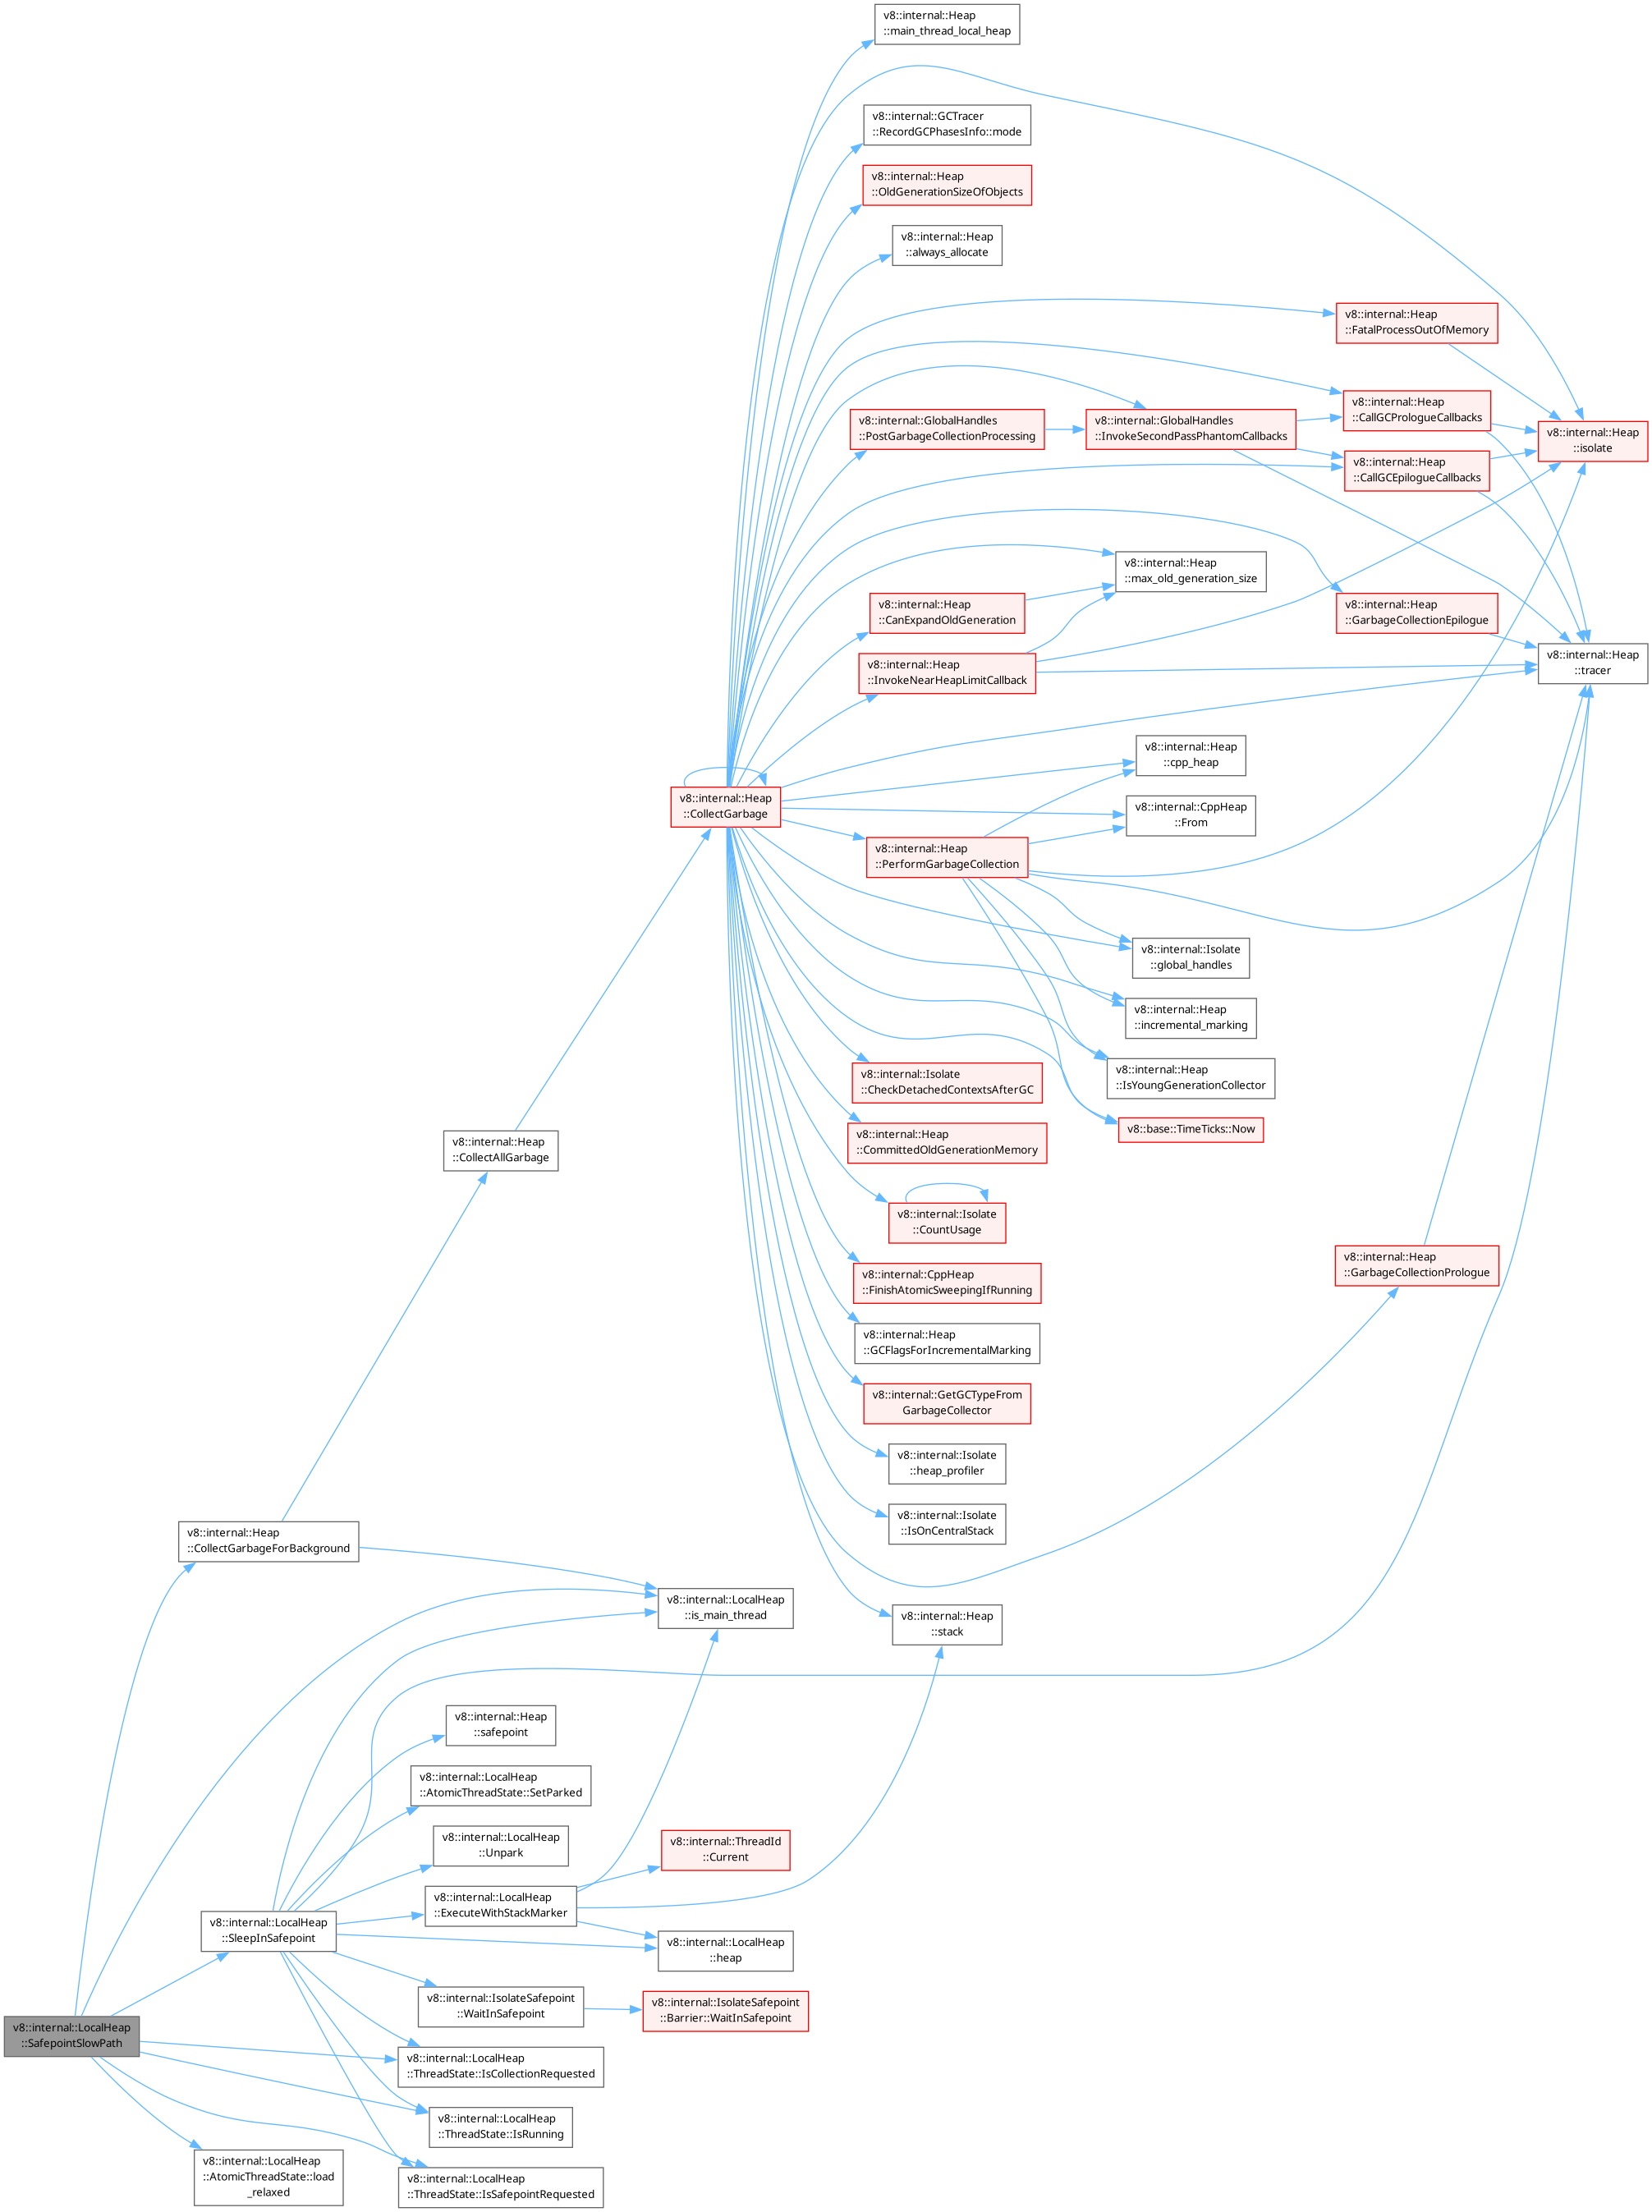 v8::internal::Heap
::main_thread_local_heap
v8::internal::GCTracer
::RecordGCPhasesInfo::mode
v8::internal::Heap
::OldGenerationSizeOfObjects
v8::internal::Heap
::always_allocate
v8::internal::Heap
::FatalProcessOutOfMemory
v8::internal::Heap
::CallGCPrologueCallbacks
v8::internal::GlobalHandles
::PostGarbageCollectionProcessing
v8::internal::GlobalHandles
::InvokeSecondPassPhantomCallbacks
v8::internal::Heap
::isolate
v8::internal::Heap
::CallGCEpilogueCallbacks
v8::internal::Heap
::max_old_generation_size
v8::internal::Heap
::CanExpandOldGeneration
v8::internal::Heap
::GarbageCollectionEpilogue
v8::internal::Heap
::InvokeNearHeapLimitCallback
v8::internal::Heap
::tracer
v8::internal::Heap
::cpp_heap
v8::internal::Heap
::CollectGarbage
v8::internal::CppHeap
::From
v8::internal::Heap
::PerformGarbageCollection
v8::internal::Isolate
::global_handles
v8::internal::Heap
::incremental_marking
v8::internal::Isolate
::CheckDetachedContextsAfterGC
v8::internal::Heap
::IsYoungGenerationCollector
v8::base::TimeTicks::Now
v8::internal::Heap
::CollectAllGarbage
v8::internal::Heap
::CommittedOldGenerationMemory
v8::internal::Isolate
::CountUsage
v8::internal::Heap
::GarbageCollectionPrologue
v8::internal::CppHeap
::FinishAtomicSweepingIfRunning
v8::internal::Heap
::GCFlagsForIncrementalMarking
v8::internal::GetGCTypeFrom
GarbageCollector
v8::internal::Isolate
::heap_profiler
v8::internal::Isolate
::IsOnCentralStack
v8::internal::Heap
::CollectGarbageForBackground
v8::internal::LocalHeap
::is_main_thread
v8::internal::Heap
::stack
v8::internal::Heap
::safepoint
v8::internal::LocalHeap
::AtomicThreadState::SetParked
v8::internal::LocalHeap
::Unpark
v8::internal::ThreadId
::Current
v8::internal::LocalHeap
::ExecuteWithStackMarker
v8::internal::LocalHeap
::SleepInSafepoint
v8::internal::LocalHeap
::heap
v8::internal::IsolateSafepoint
::WaitInSafepoint
v8::internal::IsolateSafepoint
::Barrier::WaitInSafepoint
v8::internal::LocalHeap
::SafepointSlowPath
v8::internal::LocalHeap
::ThreadState::IsCollectionRequested
v8::internal::LocalHeap
::ThreadState::IsRunning
v8::internal::LocalHeap
::AtomicThreadState::load
_relaxed
v8::internal::LocalHeap
::ThreadState::IsSafepointRequested